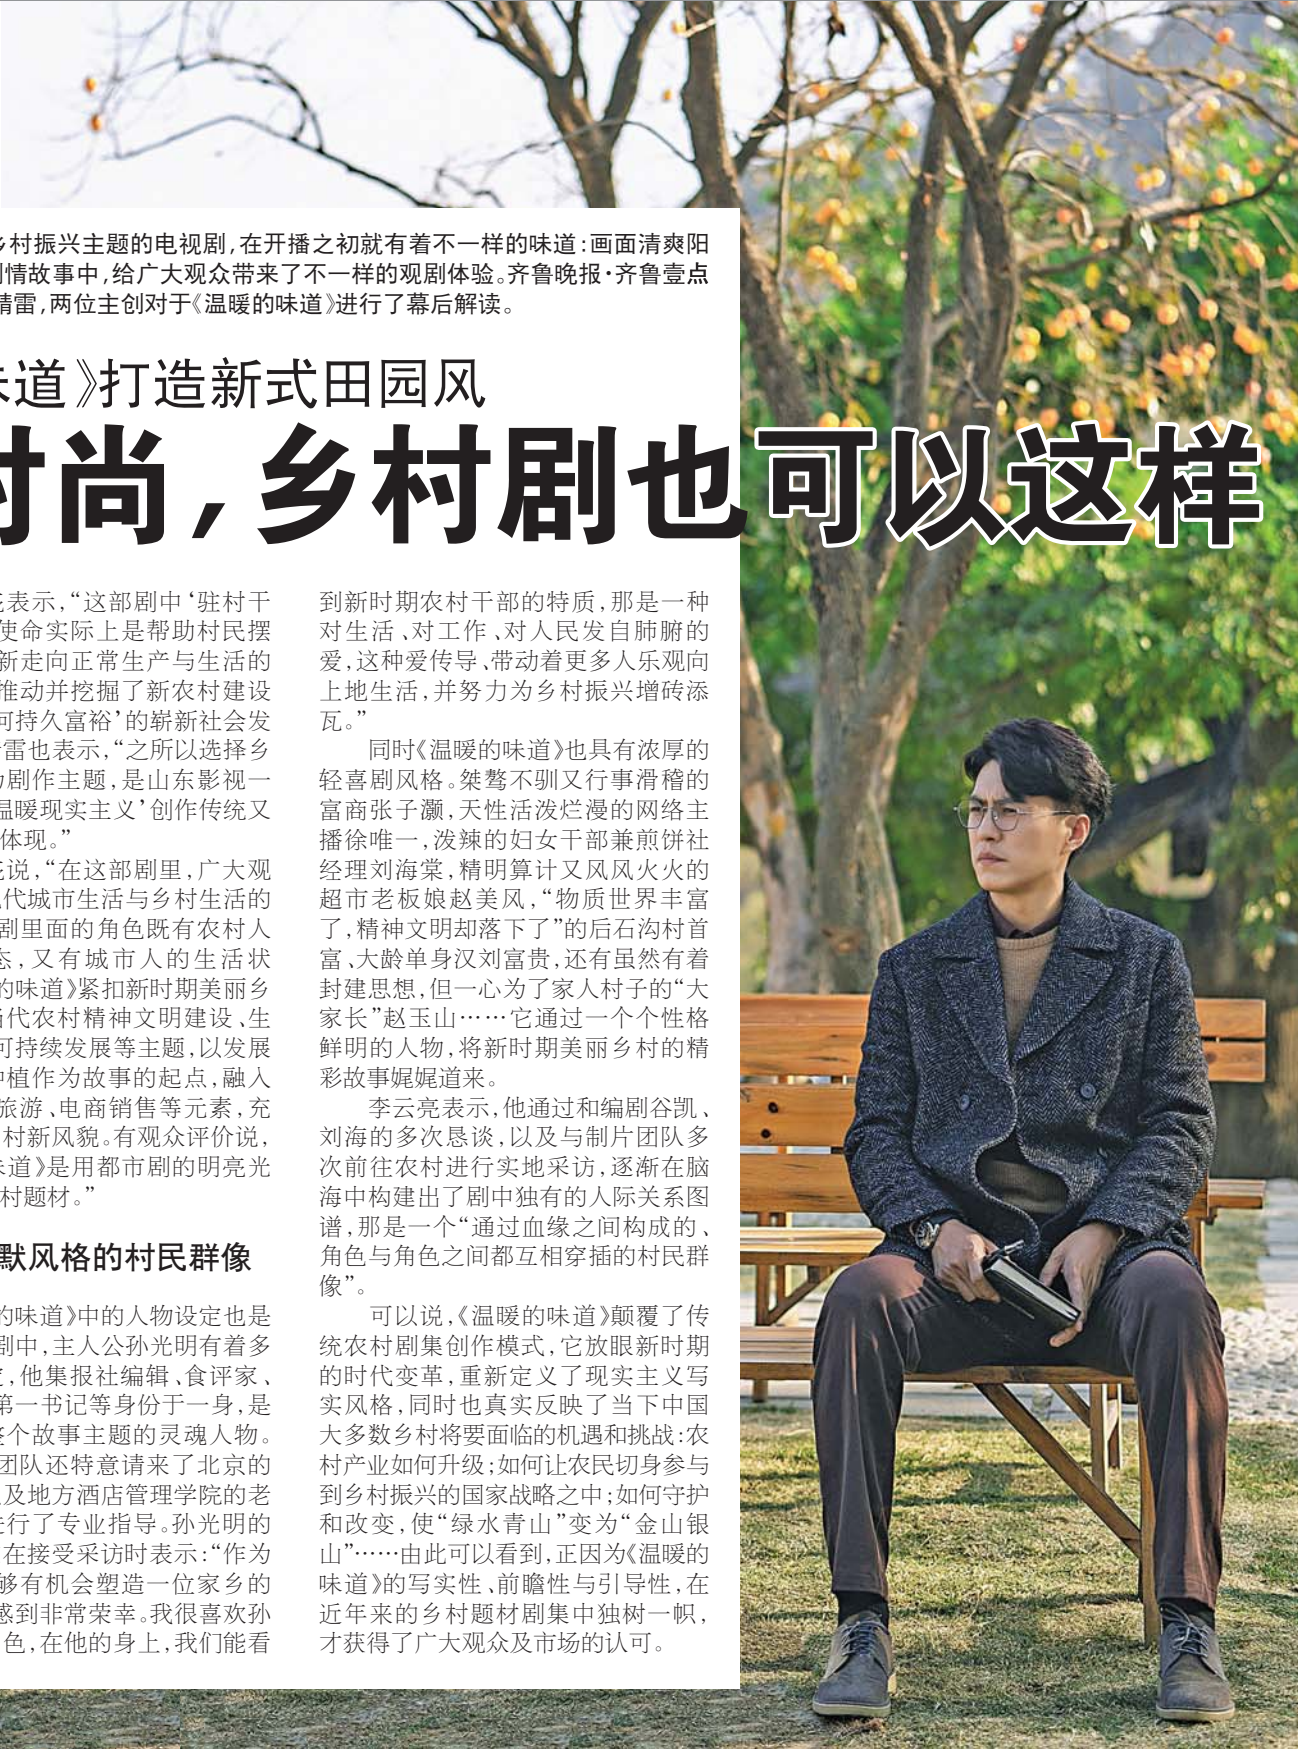 乡村振兴主题的电视剧,在开播之初就有着不一样的味道:画面清爽阳
情故事中,给广大观众带来了不一样的观剧体验。齐鲁晚报·齐鲁壹点
雷,两位主创对于《温暖的味道》进行了幕后解读。
味道》打造新式田园风
时尚,乡村剧也可以这样
表示,“这部剧中‘驻村干
使命实际上是帮助村民摆
新走向正常生产与生活的
推动并挖掘了新农村建设
何持久富裕’的崭新社会发
雷也表示,“之所以选择乡
剧作主题,是山东影视一
温暖现实主义’创作传统又
体现。”
说,“在这部剧里,广大观
代城市生活与乡村生活的
剧里面的角色既有农村人
态,又有城市人的生活状
的味道》紧扣新时期美丽乡
当代农村精神文明建设、生
可持续发展等主题,以发展
种植作为故事的起点,融入
旅游、电商销售等元素,充
村新风貌。有观众评价说,
味道》是用都市剧的明亮光
村题材。”
默风格的村民群像
的味道》中的人物设定也是
剧中,主人公孙光明有着多
,他集报社编辑、食评家、
第一书记等身份于一身,是
整个故事主题的灵魂人物。
团队还特意请来了北京的
及地方酒店管理学院的老
进行了专业指导。孙光明的
在接受采访时表示:“作为
够有机会塑造一位家乡的
感到非常荣幸。我很喜欢孙
色,在他的身上,我们能看
到新时期农村干部的特质,那是一种
对生活、对工作、对人民发自肺腑的
爱,这种爱传导、带动着更多人乐观向
上地生活,并努力为乡村振兴增砖添
瓦。”
同时《温暖的味道》也具有浓厚的
轻喜剧风格。桀骜不驯又行事滑稽的
富商张子灏,天性活泼烂漫的网络主
播徐唯一,泼辣的妇女干部兼煎饼社
经理刘海棠,精明算计又风风火火的
超市老板娘赵美风,“物质世界丰富
了,精神文明却落下了”的后石沟村首
富、大龄单身汉刘富贵,还有虽然有着
封建思想,但一心为了家人村子的“大
家长”赵玉山……它通过一个个性格
鲜明的人物,将新时期美丽乡村的精
彩故事娓娓道来。
李云亮表示,他通过和编剧谷凯、
刘海的多次恳谈,以及与制片团队多
次前往农村进行实地采访,逐渐在脑
海中构建出了剧中独有的人际关系图
谱,那是一个“通过血缘之间构成的、
角色与角色之间都互相穿插的村民群
像”。
可以说,《温暖的味道》颠覆了传
统农村剧集创作模式,它放眼新时期
的时代变革,重新定义了现实主义写
实风格,同时也真实反映了当下中国
大多数乡村将要面临的机遇和挑战:农
村产业如何升级;如何让农民切身参与
到乡村振兴的国家战略之中;如何守护
和改变,使“绿水青山”变为“金山银
山”……由此可以看到,正因为《温暖的
味道》的写实性、前瞻性与引导性,在
近年来的乡村题材剧集中独树一帜,
才获得了广大观众及市场的认可。